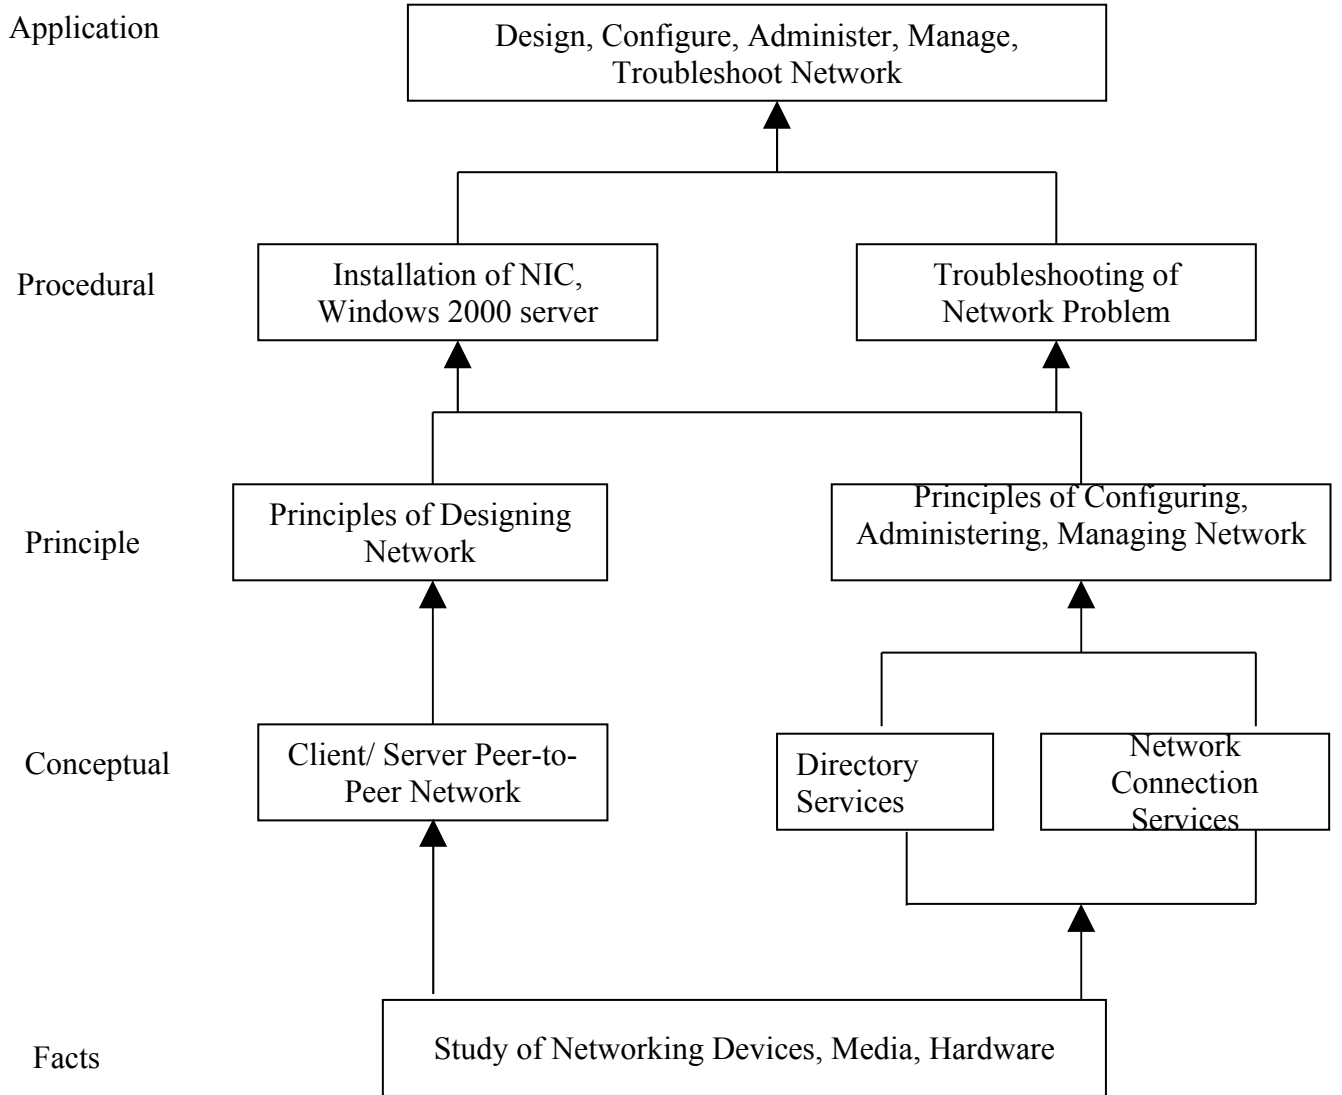 Application
Design, Configure, Administer, Manage,
Troubleshoot Network
Procedural
Installation of NIC,
Windows 2000 server
Troubleshooting of
Network Problem
Principle
Principles of Designing
Network
Principles of Configuring,
Administering, Managing Network
Conceptual
Client/ Server Peer-to-
Peer Network
Directory
Services
Network
Connection
Services
Facts
Study of Networking Devices, Media, Hardware